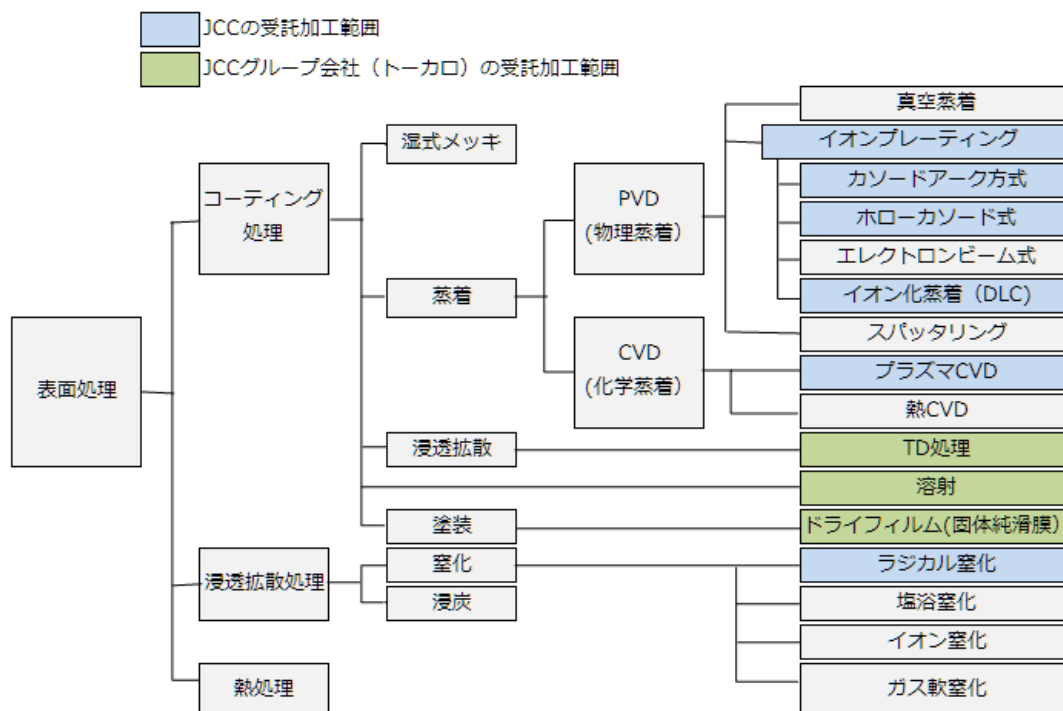 JCCの受託加工範囲
JCCグループ会社（トーカロ）の受託加工範囲
表面処理
コーティング
処理
浸透拡散処理
熱処理
湿式メッキ
蒸着
浸透拡散
塗装
窒化
浸炭
PVD
(物理蒸着）
CVD
(化学蒸着）
真空蒸着
イオンプレーティング
カソードアーク方式
ホローカソード式
エレクトロンビーム式
イオン化蒸着（DLC)
スパッタリング
プラズマCVD
熱CVD
TD処理
溶射
ドライフィルム(固体純滑膜）
ラジカル窒化
塩浴窒化
イオン窒化
ガス軟窒化